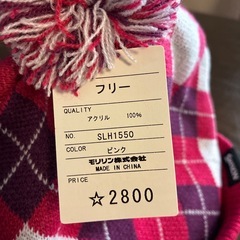 フリー
QUALITY
アクリル 100%
NO. SLH1550
COLOR ピンク
モリリン株式会社
MADE IN CHINA
PRICE
☆2800